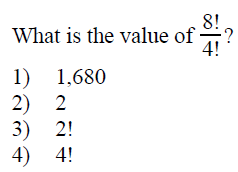 What is the value of 8!/4!?
1) 1,680
2) 2
3) 2!
4) 4!